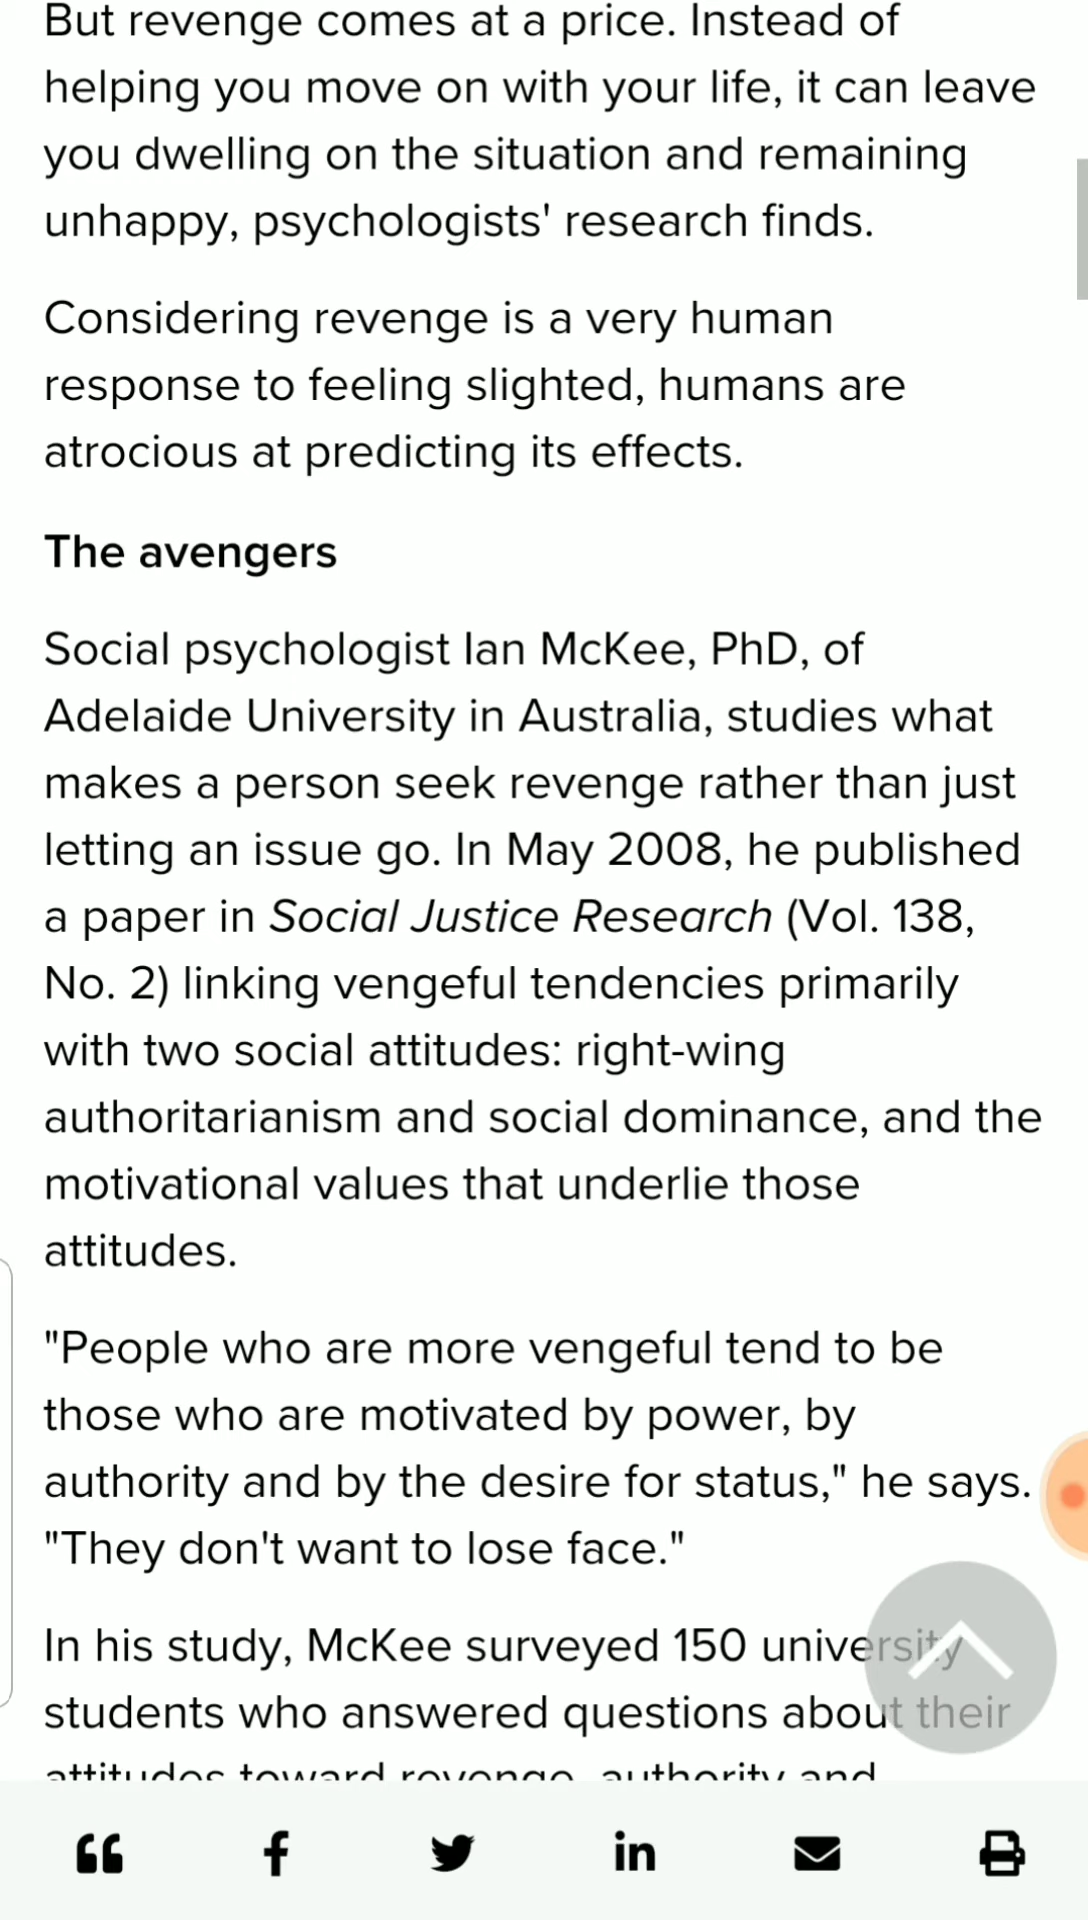 But revenge comes at a price. Instead of
helping you move on with your life, it can leave
you dwelling on the situation and remaining
unhappy, psychologists' research finds.
Considering revenge is a very human
response to feeling slighted, humans are
atrocious at predicting its effects.
The avengers
Social psychologist Ian McKee, PhD, of
Adelaide University in Australia, studies what
makes a person seek revenge rather than just
letting an issue go. In May 2008, he published
a paper in Social Justice Research (Vol. 138,
No. 2) linking vengeful tendencies primarily
with two social attitudes: right-wing
authoritarianism and social dominance, and the
motivational values that underlie those
attitudes.
"People who are more vengeful tend to be
those who are motivated by power, by
authority and by the desire for status," he says.
"They don't want to lose face."
In his study, McKee surveyed 150 university
students who answered questions about their
attitudes toward revenge, authority and